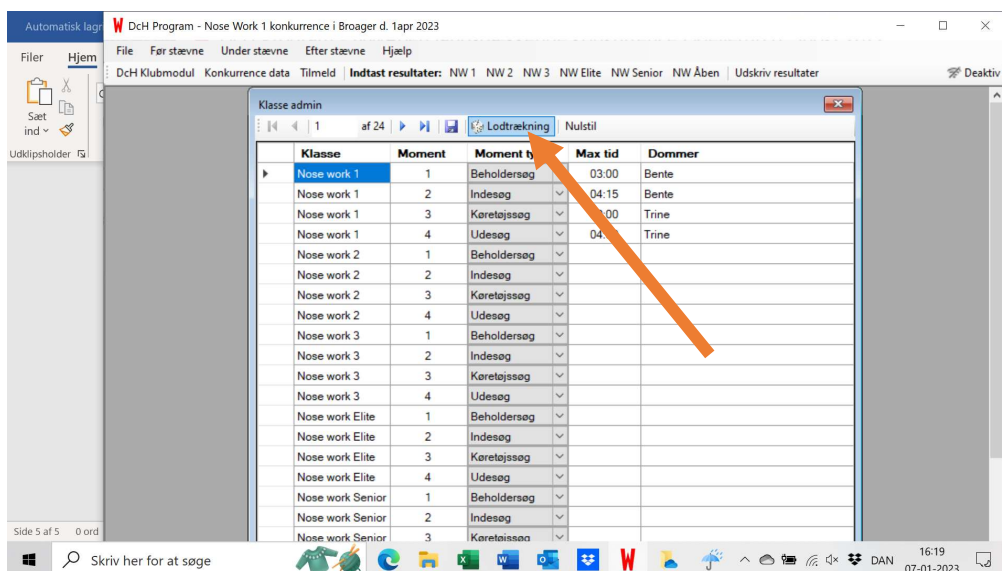 Automatisk lagr
DcH Program - Nose Work 1 konkurrence i Broager d. 1apr 2023
Filer Hjem
File Før stævne Under stævne Efter stævne Hjælp
DcH Klubmodul Konkurrence data Tilmeld Indtast resultater: NW 1 NW 2 NW 3 NW Elite NW Senior NW Åben Udskriv resultater
Deaktiv
Sæt
ind
Udklipsholder
Klasse admin
1 af 24 Lodtrækning Nulstil
Klasse Moment Moment ty Max tid Dommer
Nose work 1 1 Beholdersøg 03:00 Bente
Nose work 1 2 Indesøg 04:15 Bente
Nose work 1 3 Køretøjssøg :00 Trine
Nose work 1 4 Udesøg 04: Trine
Nose work 2 1 Beholdersøg
Nose work 2 2 Indesøg
Nose work 2 3 Køretøjssøg
Nose work 2 4 Udesøg
Nose work 3 1 Beholdersøg
Nose work 3 2 Indesøg
Nose work 3 3 Køretøjssøg
Nose work 3 4 Udesøg
Nose work Elite 1 Beholdersøg
Nose work Elite 2 Indesøg
Nose work Elite 3 Køretøjssøg
Nose work Elite 4 Udesøg
Nose work Senior 1 Beholdersøg
Nose work Senior 2 Indesøg
Nose work Senior 3 Køretøjssøg
Side 5 af 5 0 ord
Skriv her for at søge
DAN
16:19
07-01-2023